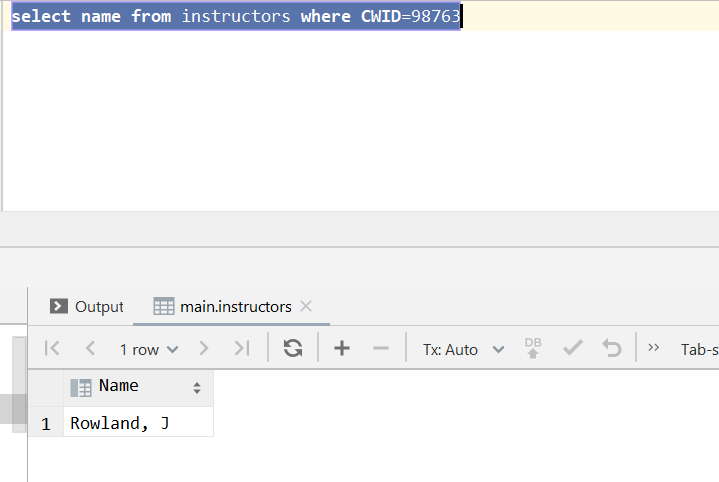 select name from instructors where CWID=98763
Output main.instructors
1 row Tx: Auto DB Tab-s
Name
1 Rowland, J